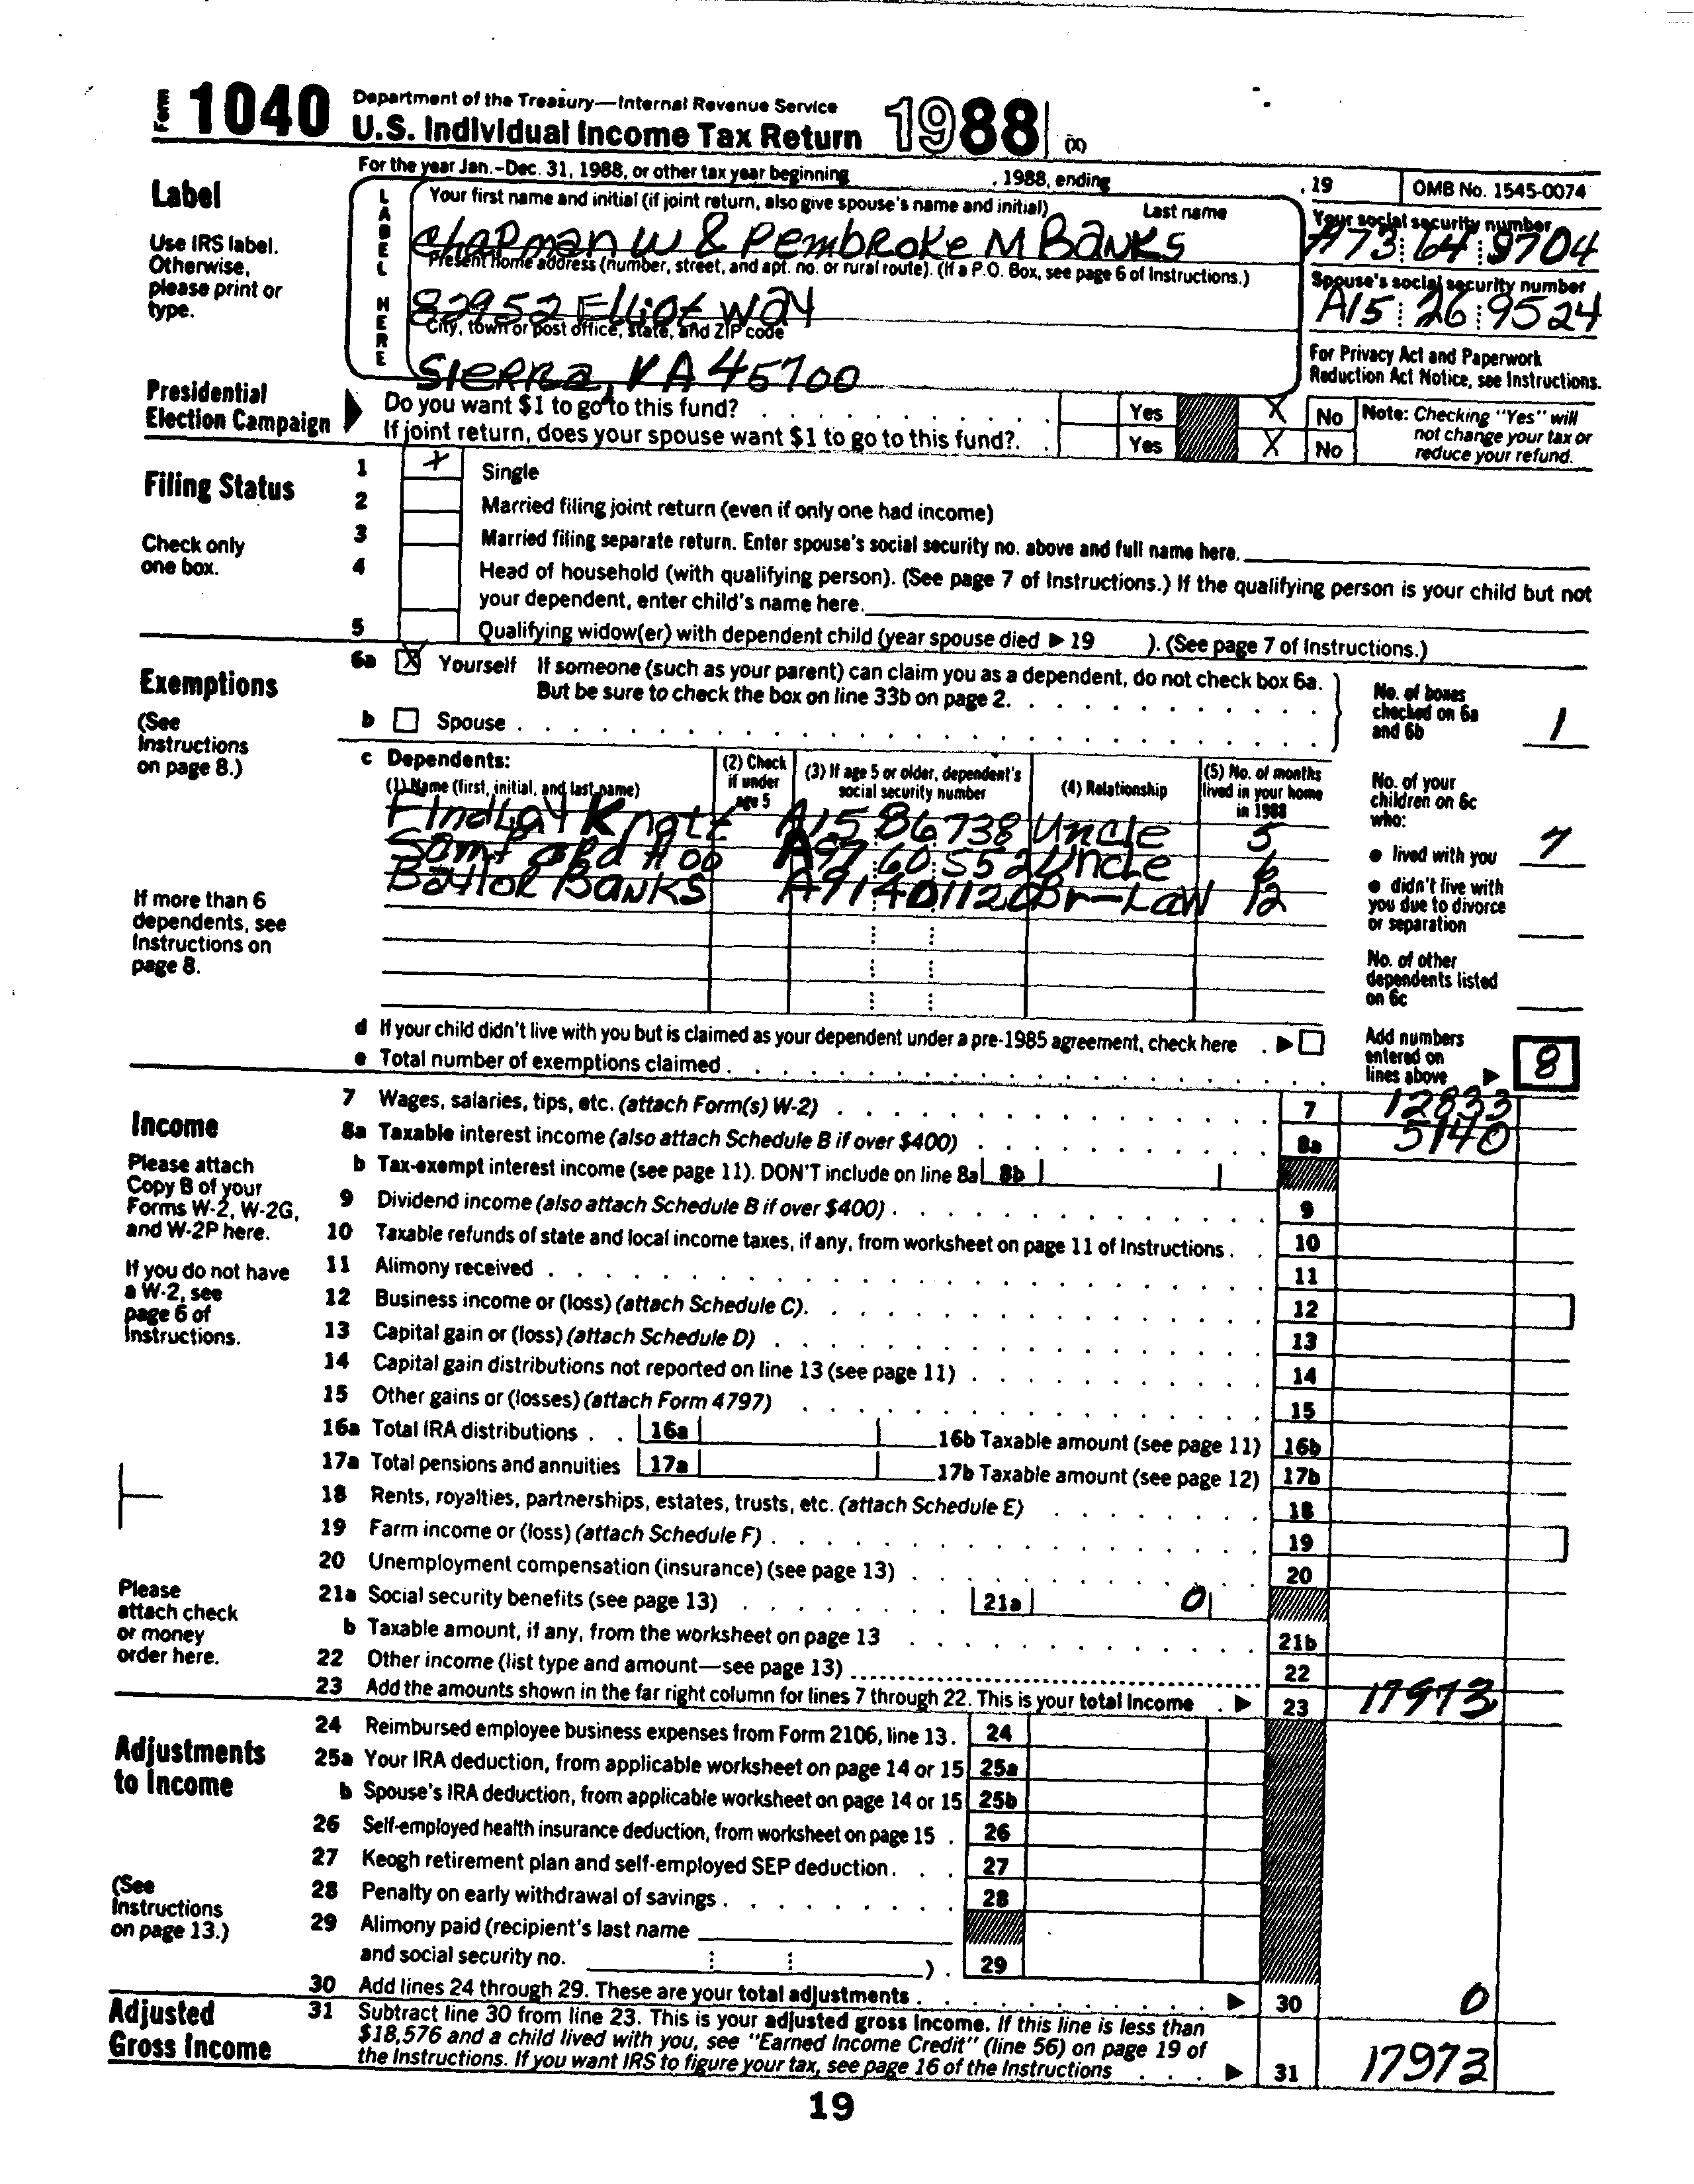 Form 1040 Department of the Treasury—Internal Revenue Service
U.S. Individual Income Tax Return 1988 (X)
For the year Jan.-Dec. 31, 1988, or other tax year beginning , 1988, ending , 19 OMB No. 1545-0074
Label
Use IRS label. Otherwise, please print or type.
LABEL HERE
Your first name and initial (if joint return, also give spouse's name and initial) Last name
Chapman W & Pembroke M Banks
Your social security number
A73 64 9704
Present home address (number, street, and apt. no. or rural route). (If a P.O. Box, see page 6 of Instructions.)
82952 Elliot Way
Spouse's social security number
A15 26 9524
City, town or post office, state, and ZIP code
Sierra, VA 45700
For Privacy Act and Paperwork Reduction Act Notice, see Instructions.
Presidential Election Campaign
Do you want $1 to go to this fund? Yes X No
If joint return, does your spouse want $1 to go to this fund? Yes X No
Note: Checking "Yes" will not change your tax or reduce your refund.
Filing Status
Check only one box.
1 X Single
2 Married filing joint return (even if only one had income)
3 Married filing separate return. Enter spouse's social security no. above and full name here.
4 Head of household (with qualifying person). (See page 7 of Instructions.) If the qualifying person is your child but not
your dependent, enter child's name here.
5 Qualifying widow(er) with dependent child (year spouse died ▶ 19 ). (See page 7 of Instructions.)
Exemptions
(See Instructions on page 8.)
6a X Yourself If someone (such as your parent) can claim you as a dependent, do not check box 6a.
But be sure to check the box on line 33b on page 2.
b Spouse
No. of boxes checked on 6a and 6b 1
c Dependents:
(1) Name (first, initial, and last name) (2) Check if under age 5 (3) If age 5 or older, dependent's social security number (4) Relationship (5) No. of months lived in your home in 1988
Findlay Knott A15 86 738 Uncle 5
Samford Hoo A97 60 552 Uncle 6
Baylor Banks A91 40 1120 Br-Law 12
If more than 6 dependents, see Instructions on page 8.
No. of your children on 6c who:
● lived with you 7
● didn't live with you due to divorce or separation
No. of other dependents listed on 6c
d If your child didn't live with you but is claimed as your dependent under a pre-1985 agreement, check here ▶
e Total number of exemptions claimed
Add numbers entered on lines above ▶ 8
Income
Please attach Copy B of your Forms W-2, W-2G, and W-2P here.
If you do not have a W-2, see page 6 of Instructions.
Please attach check or money order here.
7 Wages, salaries, tips, etc. (attach Form(s) W-2) 7 12833
8a Taxable interest income (also attach Schedule B if over $400) 8a 5140
b Tax-exempt interest income (see page 11). DON'T include on line 8a 8b
9 Dividend income (also attach Schedule B if over $400) 9
10 Taxable refunds of state and local income taxes, if any, from worksheet on page 11 of Instructions 10
11 Alimony received 11
12 Business income or (loss) (attach Schedule C) 12
13 Capital gain or (loss) (attach Schedule D) 13
14 Capital gain distributions not reported on line 13 (see page 11) 14
15 Other gains or (losses) (attach Form 4797) 15
16a Total IRA distributions 16a 16b Taxable amount (see page 11) 16b
17a Total pensions and annuities 17a 17b Taxable amount (see page 12) 17b
18 Rents, royalties, partnerships, estates, trusts, etc. (attach Schedule E) 18
19 Farm income or (loss) (attach Schedule F) 19
20 Unemployment compensation (insurance) (see page 13) 20
21a Social security benefits (see page 13) 21a 0
b Taxable amount, if any, from the worksheet on page 13 21b
22 Other income (list type and amount—see page 13) 22
23 Add the amounts shown in the far right column for lines 7 through 22. This is your total income ▶ 23 17973
Adjustments to Income
(See Instructions on page 13.)
24 Reimbursed employee business expenses from Form 2106, line 13. 24
25a Your IRA deduction, from applicable worksheet on page 14 or 15 25a
b Spouse's IRA deduction, from applicable worksheet on page 14 or 15 25b
26 Self-employed health insurance deduction, from worksheet on page 15 26
27 Keogh retirement plan and self-employed SEP deduction 27
28 Penalty on early withdrawal of savings 28
29 Alimony paid (recipient's last name
and social security no. ) 29
30 Add lines 24 through 29. These are your total adjustments ▶ 30 0
Adjusted Gross Income
31 Subtract line 30 from line 23. This is your adjusted gross income. If this line is less than
$18,576 and a child lived with you, see "Earned Income Credit" (line 56) on page 19 of
the Instructions. If you want IRS to figure your tax, see page 16 of the Instructions ▶ 31 17973
19